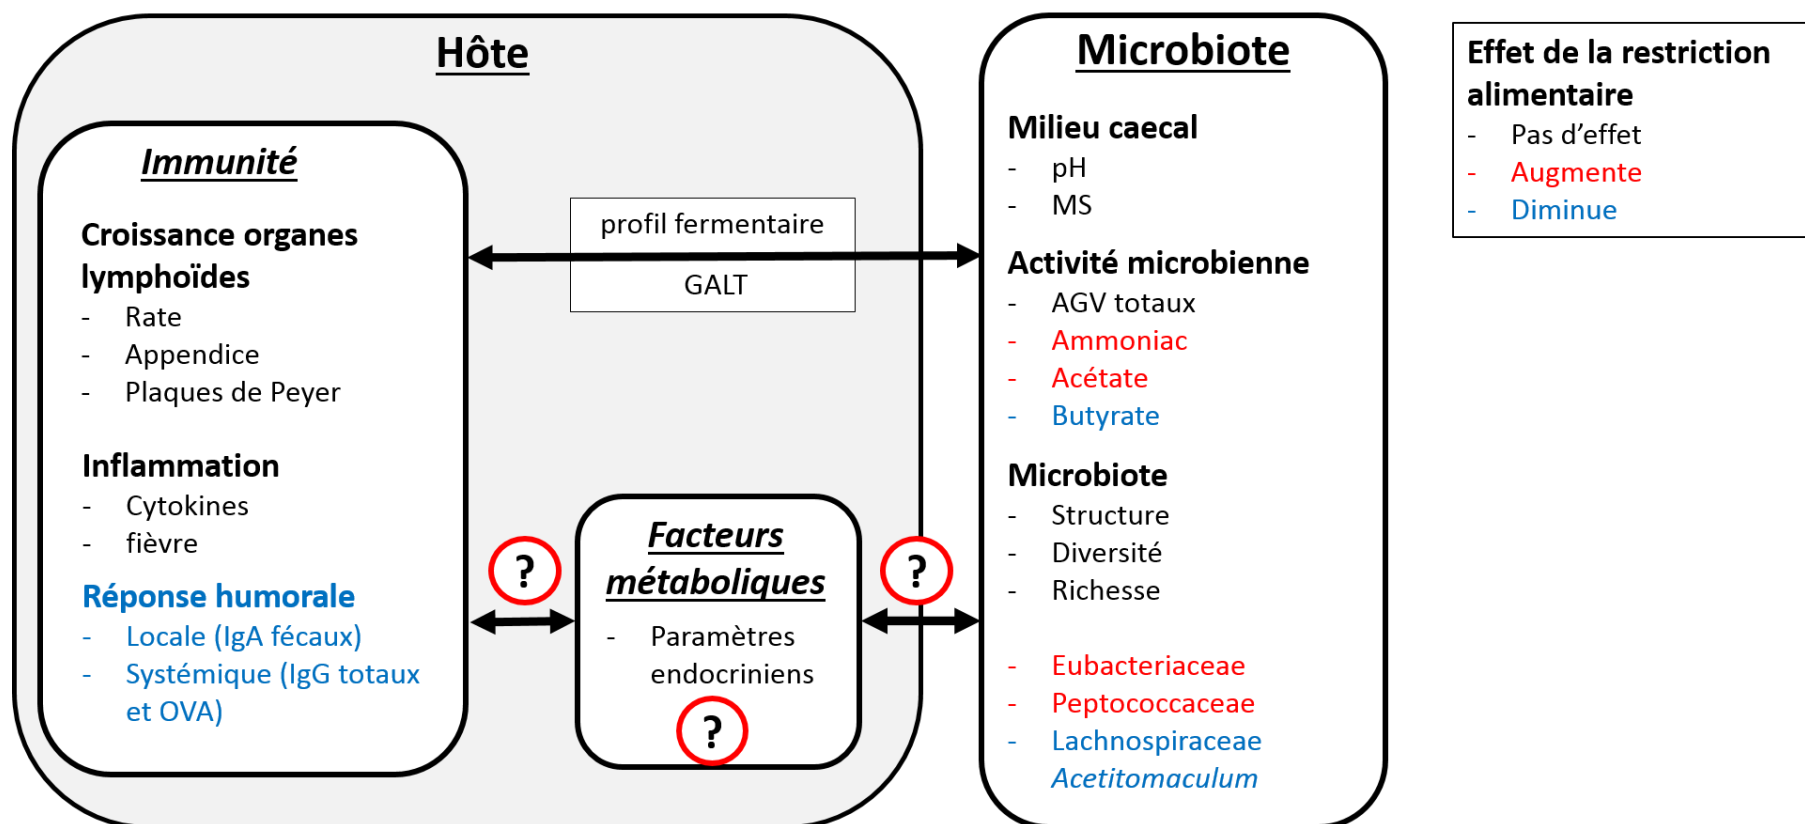 Hôte
Immunité
Croissance organes
lymphoïdes
- Rate
- Appendice
- Plaques de Peyer
Inflammation
- Cytokines
- fièvre
Réponse humorale
- Locale (IgA fécaux)
- Systémique (IgG totaux
et OVA)
profil fermentaire
GALT
?
Facteurs
métaboliques
- Paramètres
endocriniens
?
?
Microbiote
Milieu caecal
- pH
- MS
Activité microbienne
- AGV totaux
- Ammoniac
- Acétate
- Butyrate
Microbiote
- Structure
- Diversité
- Richesse
- Eubacteriaceae
- Peptococcaceae
- Lachnospiraceae
Acetitomaculum
Effet de la restriction
alimentaire
- Pas d’effet
- Augmente
- Diminue